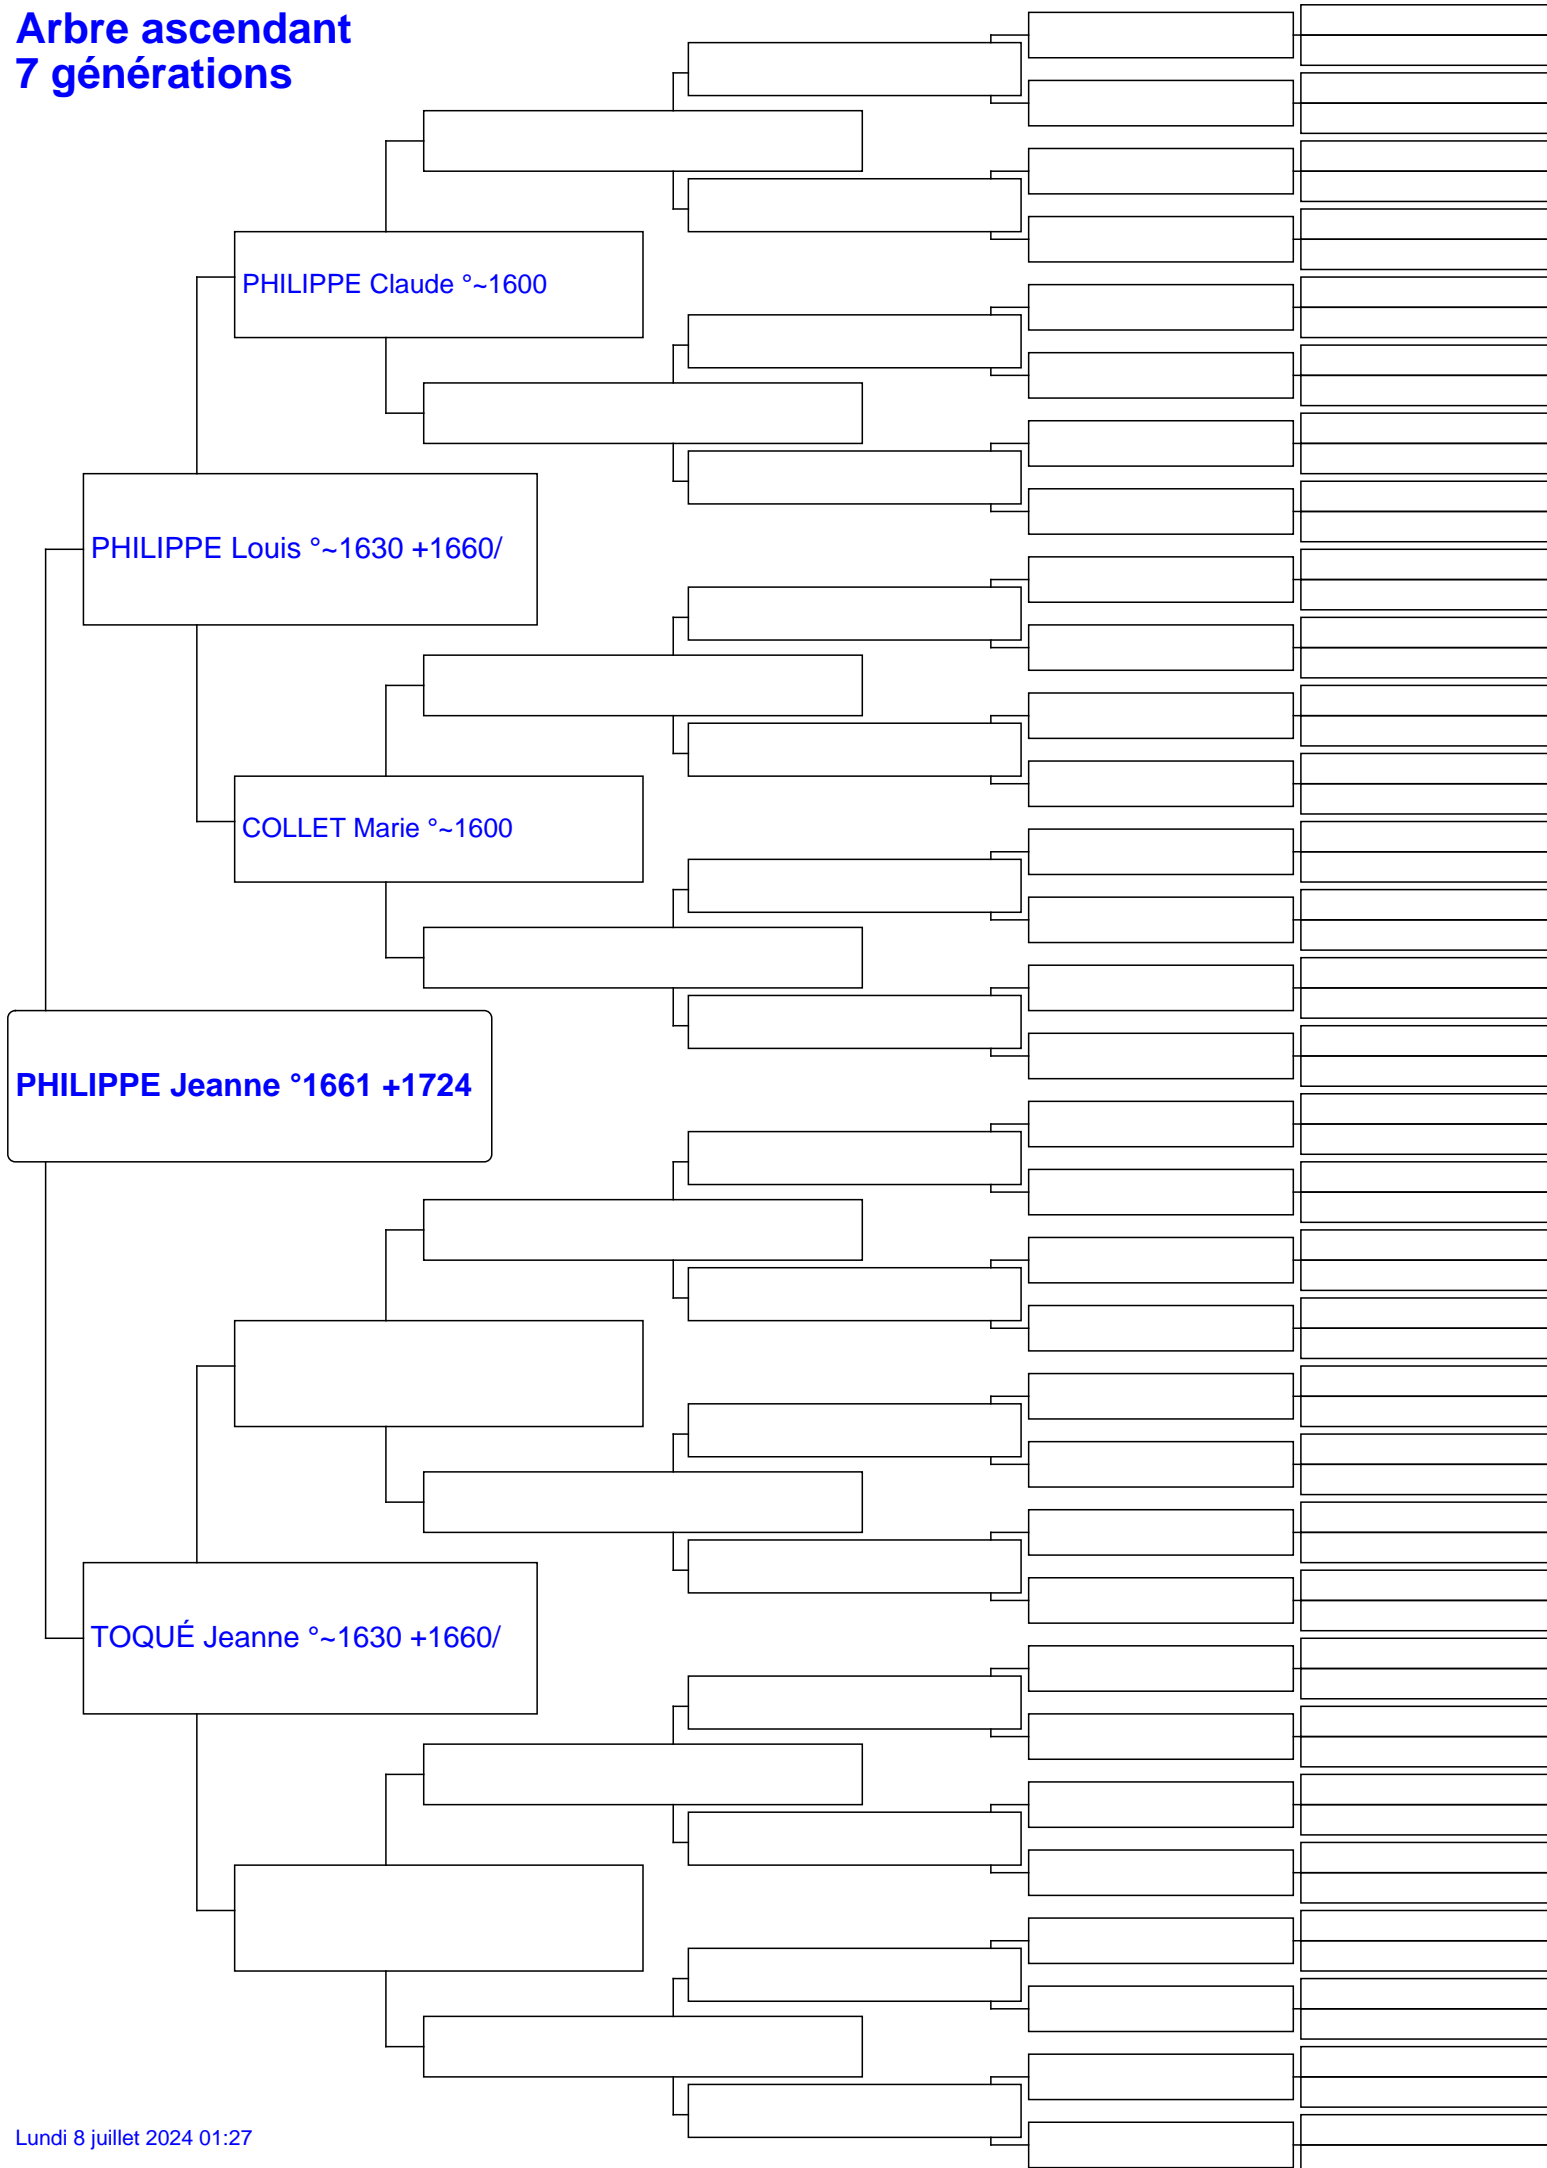 Arbre ascendant
7 générations
PHILIPPE Claude °~1600
PHILIPPE Louis °~1630 +1660/
COLLET Marie °~1600
PHILIPPE Jeanne °1661 +1724
TOQUÉ Jeanne °~1630 +1660/
Lundi 8 juillet 2024 01:27